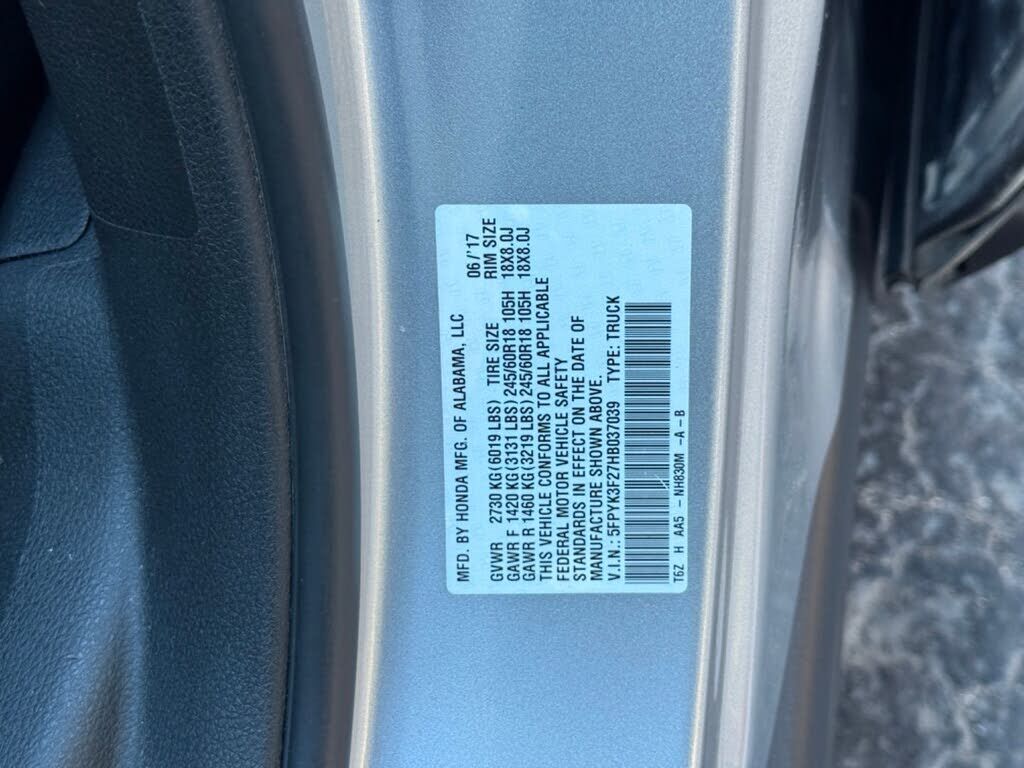 MFD. BY HONDA MFG. OF ALABAMA, LLC 06/'17
GVWR 2730 KG(6019 LBS) TIRE SIZE RIM SIZE
GAWR F 1420 KG(3131 LBS) 245/60R18 105H 18X8.0J
GAWR R 1460 KG(3219 LBS) 245/60R18 105H 18X8.0J
THIS VEHICLE CONFORMS TO ALL APPLICABLE
FEDERAL MOTOR VEHICLE SAFETY
STANDARDS IN EFFECT ON THE DATE OF
MANUFACTURE SHOWN ABOVE.
V.I.N.: 5FPYK3F27HB037039 TYPE: TRUCK
T6Z H AA5 - NH830M -A-B